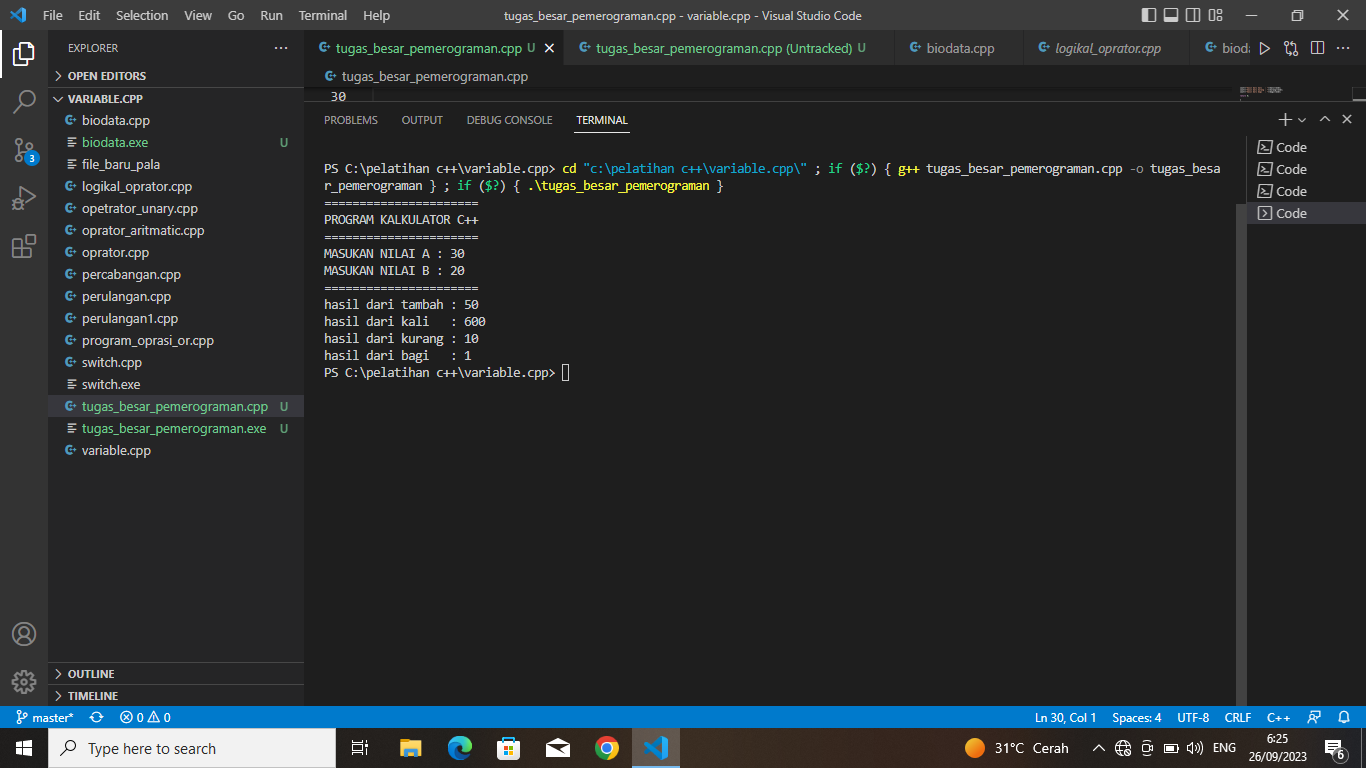 File Edit Selection View Go Run Terminal Help
tugas_besar_pemerograman.cpp - variable.cpp - Visual Studio Code
EXPLORER
OPEN EDITORS
VARIABLE.CPP
biodata.cpp
biodata.exe U
file_baru_pala
logikal_oprator.cpp
opetrator_unary.cpp
oprator_aritmatic.cpp
oprator.cpp
percabangan.cpp
perulangan.cpp
perulangan1.cpp
program_oprasi_or.cpp
switch.cpp
switch.exe
tugas_besar_pemerograman.cpp U
tugas_besar_pemerograman.exe U
variable.cpp
OUTLINE
TIMELINE
tugas_besar_pemerograman.cpp U
tugas_besar_pemerograman.cpp (Untracked) U
biodata.cpp
logikal_oprator.cpp
bioda
tugas_besar_pemerograman.cpp
30
PROBLEMS OUTPUT DEBUG CONSOLE TERMINAL
PS C:\pelatihan c++\variable.cpp> cd "c:\pelatihan c++\variable.cpp\" ; if ($?) { g++ tugas_besar_pemerograman.cpp -o tugas_besa
r_pemerograman } ; if ($?) { .\tugas_besar_pemerograman }
======================
PROGRAM KALKULATOR C++
======================
MASUKAN NILAI A : 30
MASUKAN NILAI B : 20
======================
hasil dari tambah : 50
hasil dari kali : 600
hasil dari kurang : 10
hasil dari bagi : 1
PS C:\pelatihan c++\variable.cpp>
Code
Code
Code
Code
3
master* 0 0
Ln 30, Col 1 Spaces: 4 UTF-8 CRLF C++
Type here to search
31°C Cerah
ENG
6:25
26/09/2023
6